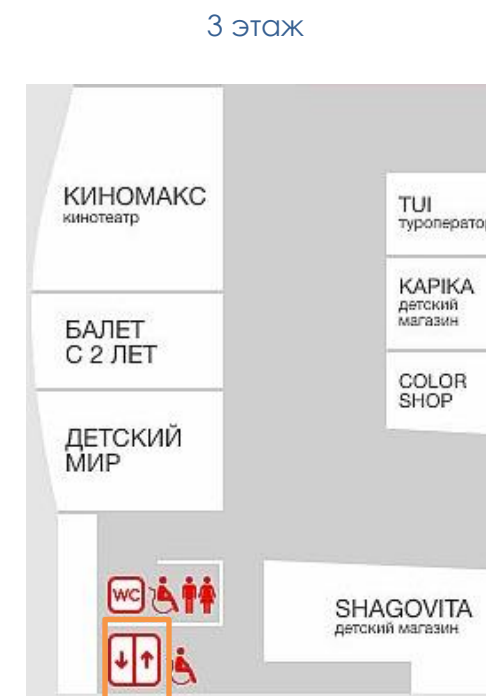 3 этаж
КИНОМАКС
кинотеатр
TUI
туроперато
БАЛЕТ
С 2 ЛЕТ
KAPIKA
детский
магазин
COLOR
SHOP
ДЕТСКИЙ
МИР
WC
SHAGOVITA
детский магазин